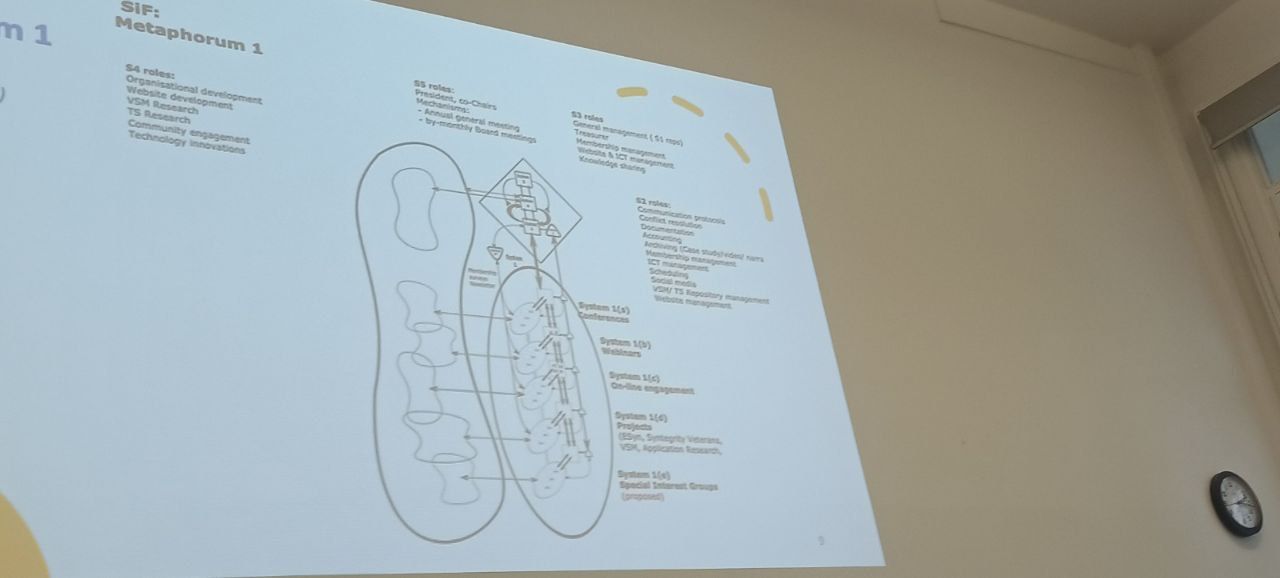 m 1
SiF:
Metaphorum 1
S4 roles:
Organisational development
Website development
VSM Research
TS Research
Community engagement
Technology innovations
S5 roles:
President, co-Chairs
Mechanisms:
- Annual general meeting
- by-monthly Board meetings
S3 roles
General management ( S1 reps)
Treasurer
Membership management
Website & ICT management
Knowledge sharing
S2 roles:
Communication protocols
Conflict resolution
Documentation
Accounting
Archiving (Case study/video/
Membership management
ICT management
Scheduling
Social media
VSM/ TS Repository management
Website management
System 1(a)
Conferences
System 1(b)
Webinars
System 1(c)
On-line engagement
System 1(d)
Projects
(ESyn, Syntegrity Veterans,
VSM, Application Research,
System 1(e)
Special Interest Groups
(proposed)
9